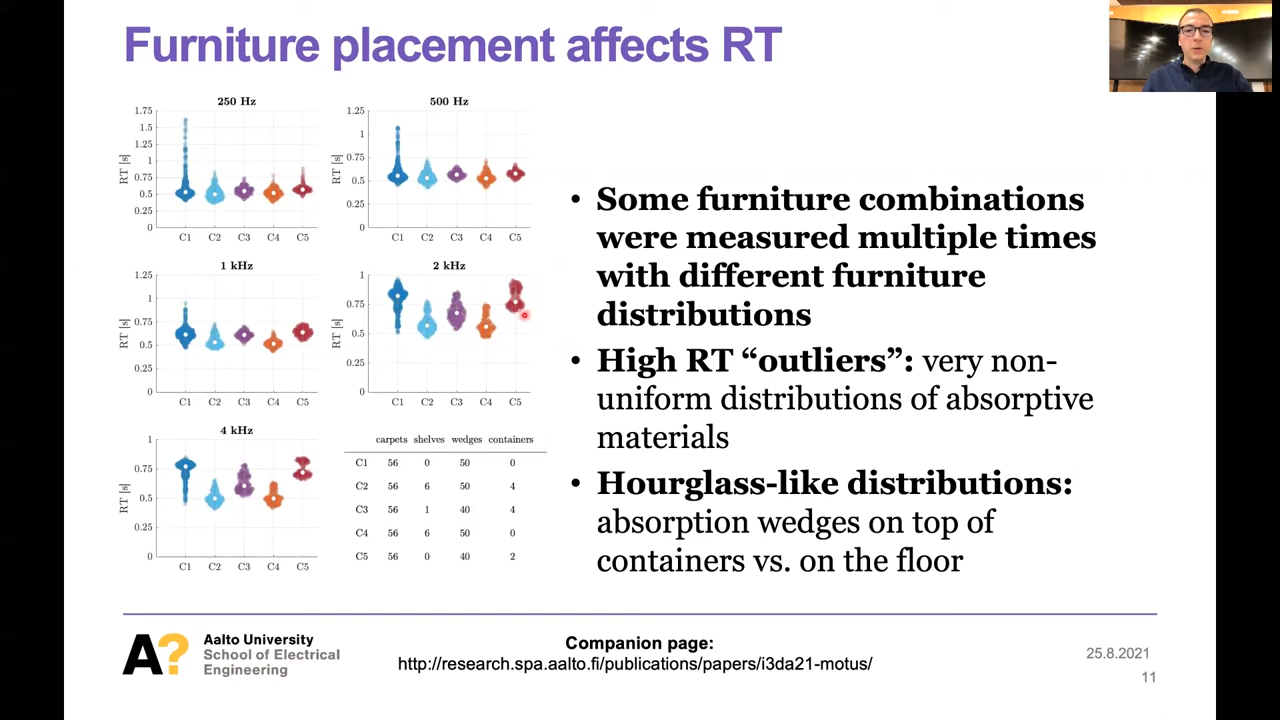 Furniture placement affects RT
250 Hz
1.75
1.5
1.25
1
0.75
0.5
0.25
0
RT [s]
C1 C2 C3 C4 C5
500 Hz
1.25
1
0.75
0.5
0.25
0
RT [s]
C1 C2 C3 C4 C5
1 kHz
1.25
1
0.75
0.5
0.25
0
RT [s]
C1 C2 C3 C4 C5
2 kHz
1
0.75
0.5
0.25
0
RT [s]
C1 C2 C3 C4 C5
4 kHz
1
0.75
0.5
0.25
0
RT [s]
C1 C2 C3 C4 C5
carpets shelves wedges containers
C1 56 0 50 0
C2 56 6 50 4
C3 56 1 40 4
C4 56 6 50 0
C5 56 0 40 2
• Some furniture combinations
were measured multiple times
with different furniture
distributions
• High RT “outliers”: very non-
uniform distributions of absorptive
materials
• Hourglass-like distributions:
absorption wedges on top of
containers vs. on the floor
A?
Aalto University
School of Electrical
Engineering
Companion page:
http://research.spa.aalto.fi/publications/papers/i3da21-motus/
25.8.2021
11